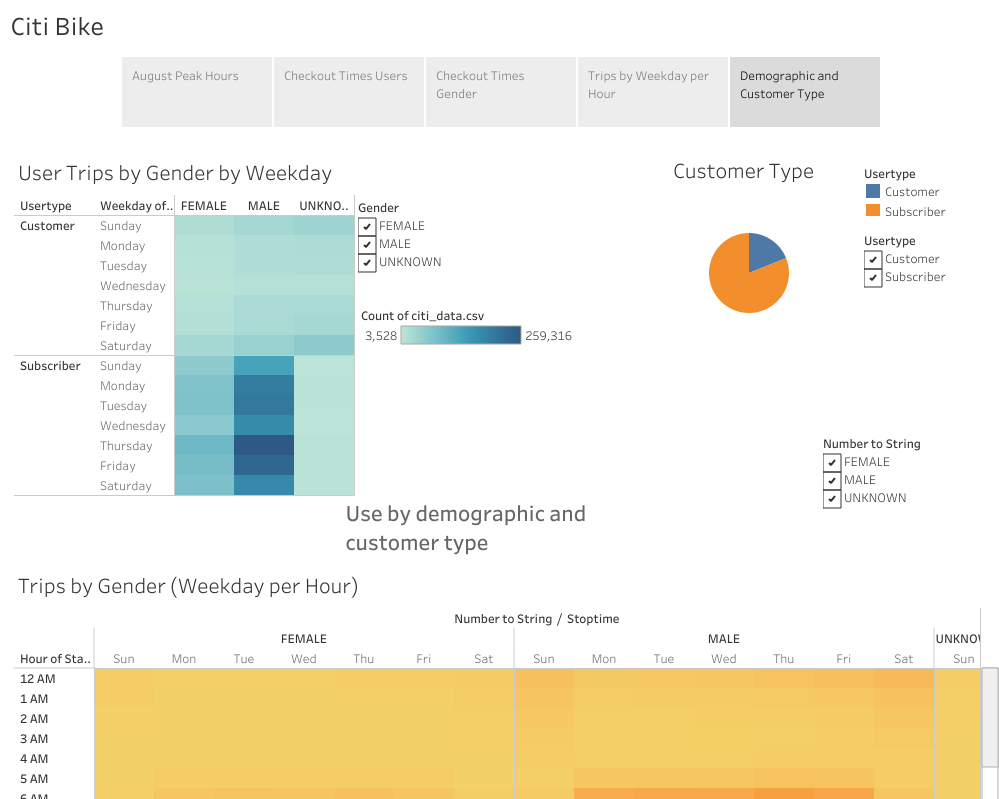 Citi Bike
August Peak Hours
Checkout Times Users
Checkout Times
Gender
Trips by Weekday per
Hour
Demographic and
Customer Type
User Trips by Gender by Weekday
Usertype Weekday of.. FEMALE MALE UNKNO..
Customer Sunday
Monday
Tuesday
Wednesday
Thursday
Friday
Saturday
Subscriber Sunday
Monday
Tuesday
Wednesday
Thursday
Friday
Saturday
Gender
FEMALE
MALE
UNKNOWN
Count of citi_data.csv
3,528 259,316
Customer Type
Usertype
Customer
Subscriber
Usertype
Customer
Subscriber
Number to String
FEMALE
MALE
UNKNOWN
Use by demographic and
customer type
Trips by Gender (Weekday per Hour)
Number to String / Stoptime
FEMALE MALE UNKNO
Hour of Sta.. Sun Mon Tue Wed Thu Fri Sat Sun Mon Tue Wed Thu Fri Sat Sun
12 AM
1 AM
2 AM
3 AM
4 AM
5 AM
6 AM